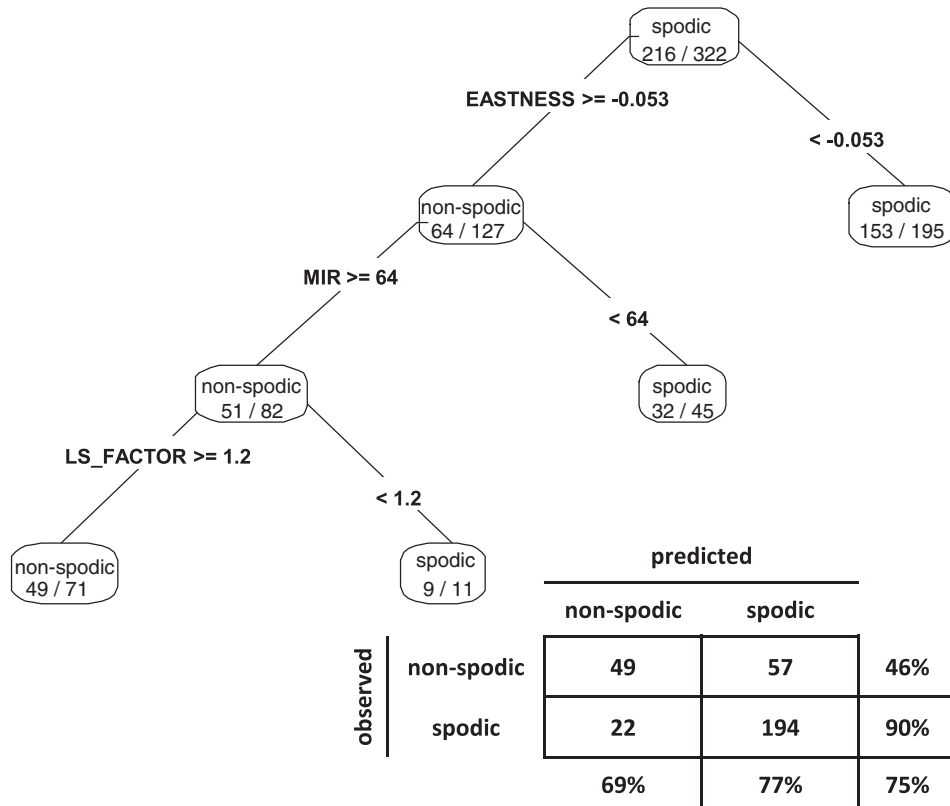 spodic
216 / 322
EASTNESS >= -0.053
< -0.053
non-spodic
64 / 127
spodic
153 / 195
MIR >= 64
< 64
non-spodic
51 / 82
spodic
32 / 45
LS_FACTOR >= 1.2
< 1.2
non-spodic
49 / 71
spodic
9 / 11
predicted
non-spodic spodic
observed
non-spodic 49 57 46%
spodic 22 194 90%
69% 77% 75%